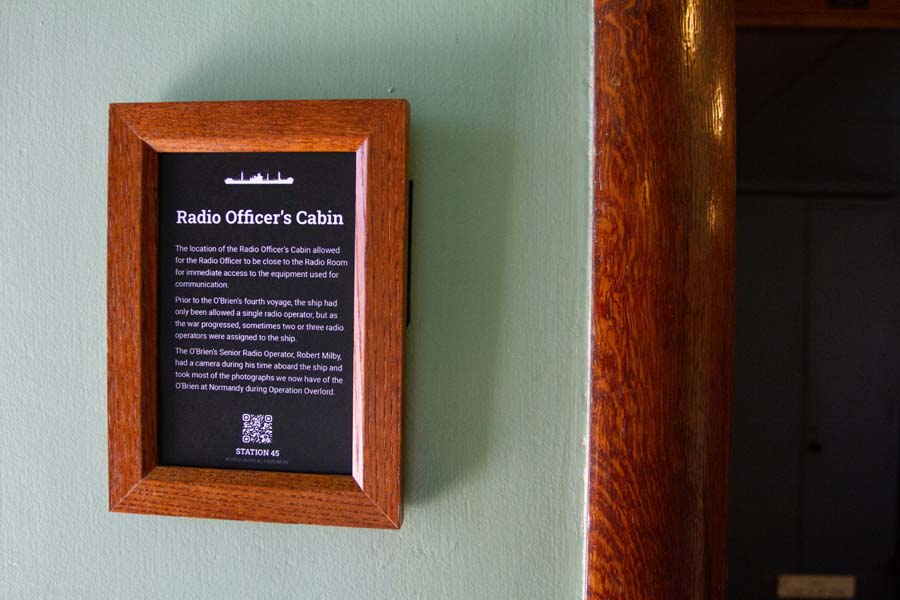 Radio Officer's Cabin
The location of the Radio Officer's Cabin allowed
for the Radio Officer to be close to the Radio Room
for immediate access to the equipment used for
communication.
Prior to the O'Brien's fourth voyage, the ship had
only been allowed a single radio operator, but as
the war progressed, sometimes two or three radio
operators were assigned to the ship.
The O'Brien's Senior Radio Operator, Robert Milby,
had a camera during his time aboard the ship and
took most of the photographs we now have of the
O'Brien at Normandy during Operation Overlord.
STATION 45